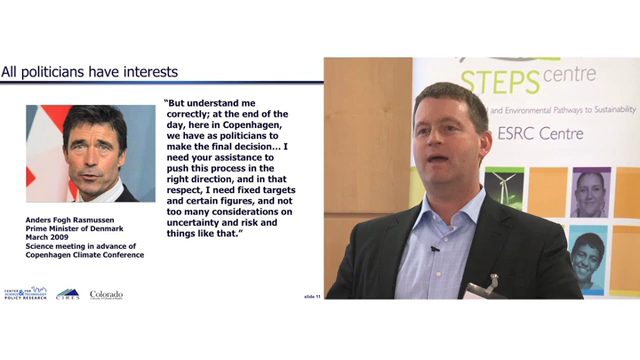 All politicians have interests
"But understand me
correctly; at the end of the
day, here in Copenhagen,
we have as politicians to
make the final decision... I
need your assistance to
push this process in the
right direction, and in that
respect, I need fixed targets
and certain figures, and not
too many considerations on
uncertainty and risk and
things like that."
Anders Fogh Rasmussen
Prime Minister of Denmark
March 2009
Science meeting in advance of
Copenhagen Climate Conference
POLICY RESEARCH
CIRES
Colorado
slide 11
STEPS centre
and Environmental Pathways to Sustainability
ESRC Centre